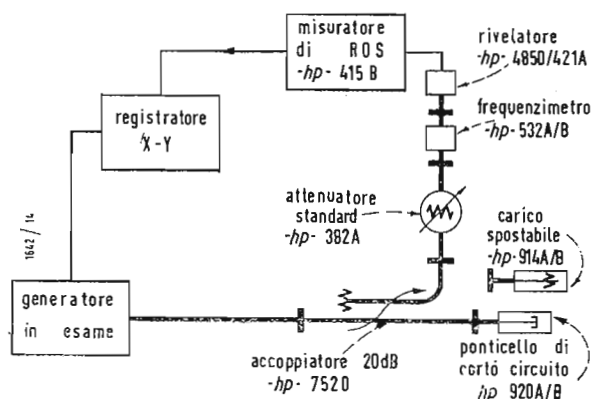 misuratore
di ROS
-hp- 415 B
rivelatore
-hp- 4850/421A
frequenzimetro
-hp- 532A/B
registratore
X-Y
attenuatore
standard
-hp- 382A
carico
spostabile
-hp- 914A/B
1642 / 14
generatore
in esame
accoppiatore 20dB
-hp- 7520
ponticello di
corto circuito
hp 920A/B